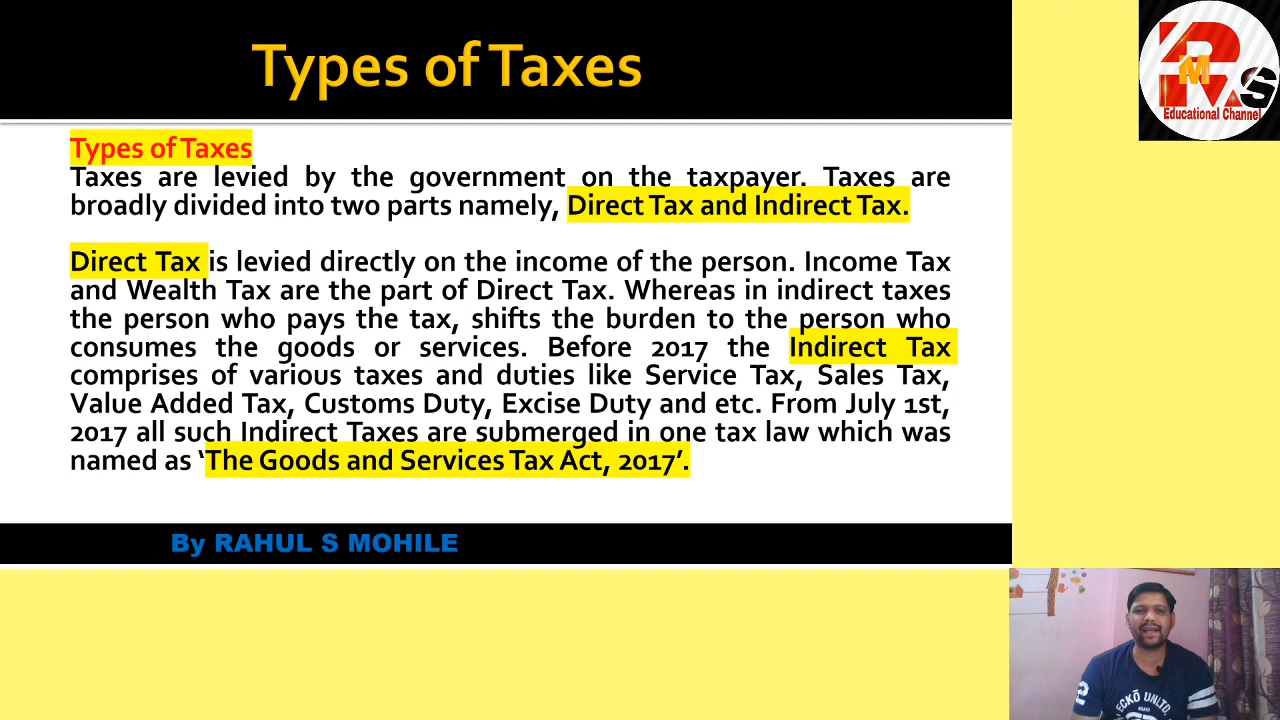 Types of Taxes
Educational Channel
Types of Taxes
Taxes are levied by the government on the taxpayer. Taxes are
broadly divided into two parts namely, Direct Tax and Indirect Tax.
Direct Tax is levied directly on the income of the person. Income Tax
and Wealth Tax are the part of Direct Tax. Whereas in indirect taxes
the person who pays the tax, shifts the burden to the person who
consumes the goods or services. Before 2017 the Indirect Tax
comprises of various taxes and duties like Service Tax, Sales Tax,
Value Added Tax, Customs Duty, Excise Duty and etc. From July 1st,
2017 all such Indirect Taxes are submerged in one tax law which was
named as ‘The Goods and Services Tax Act, 2017’.
By RAHUL S MOHILE
2
ECKŌ UNLTD.